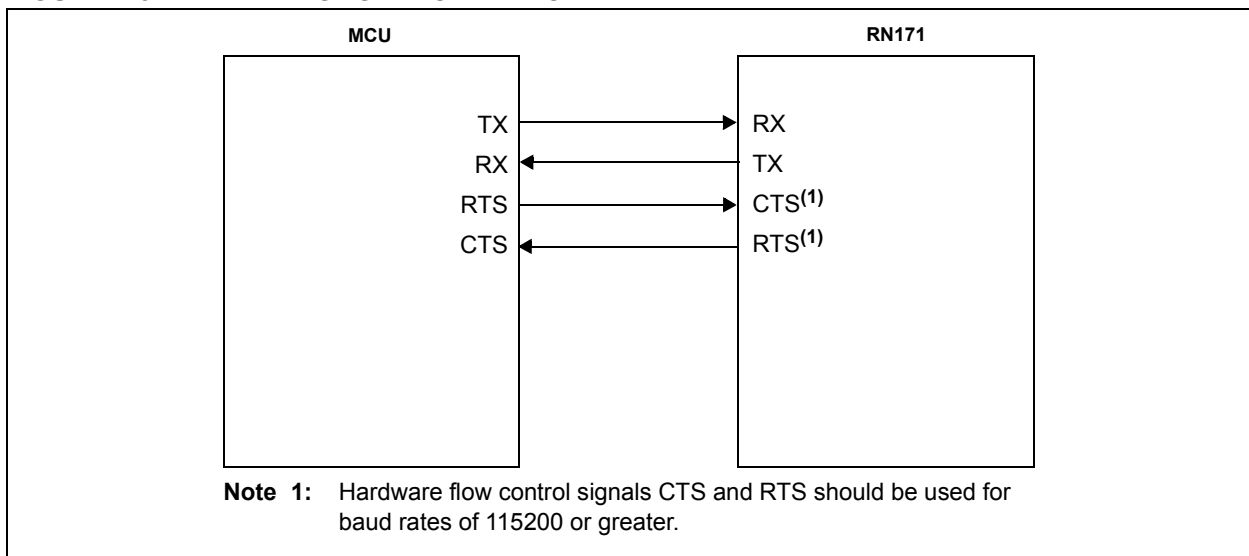 MCU RN171
TX RX
RX TX
RTS CTS(1)
CTS RTS(1)
Note 1: Hardware flow control signals CTS and RTS should be used for
baud rates of 115200 or greater.